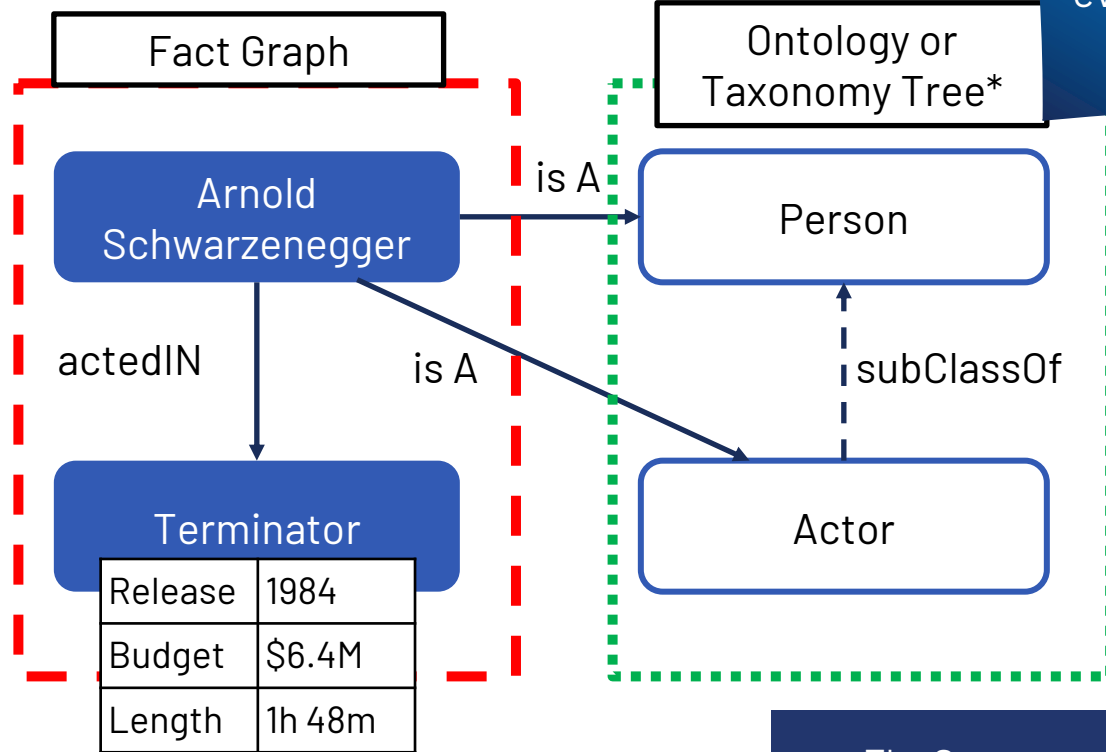 Fact Graph
Ontology or
Taxonomy Tree*
Arnold
Schwarzenegger
is A
Person
actedIN
is A
subClassOf
Terminator
Actor
Release 1984
Budget $6.4M
Length 1h 48m